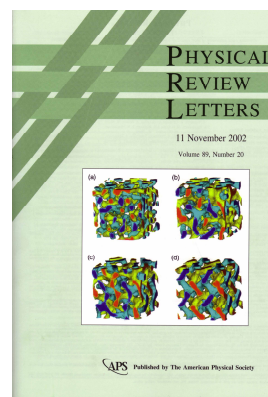 PHYSICAL
REVIEW
LETTERS
11 November 2002
Volume 89, Number 20
(a)
(b)
(c)
(d)
APS Published by The American Physical Society